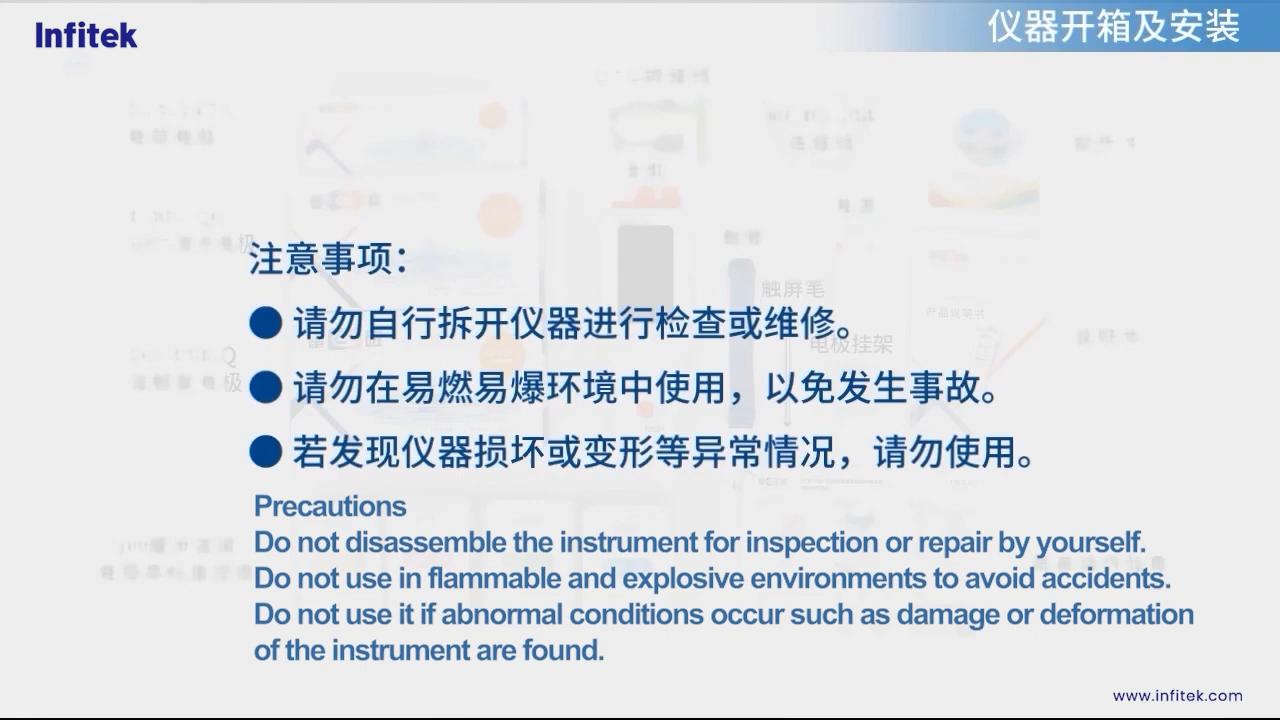 Infitek
仪器开箱及安装
注意事项：
● 请勿自行拆开仪器进行检查或维修。
触屏笔
产品说明书
电极挂架
● 请勿在易燃易爆环境中使用，以免发生事故。
● 若发现仪器损坏或变形等异常情况，请勿使用。
Precautions
Do not disassemble the instrument for inspection or repair by yourself.
Do not use in flammable and explosive environments to avoid accidents.
Do not use it if abnormal conditions occur such as damage or deformation
of the instrument are found.
www.infitek.com